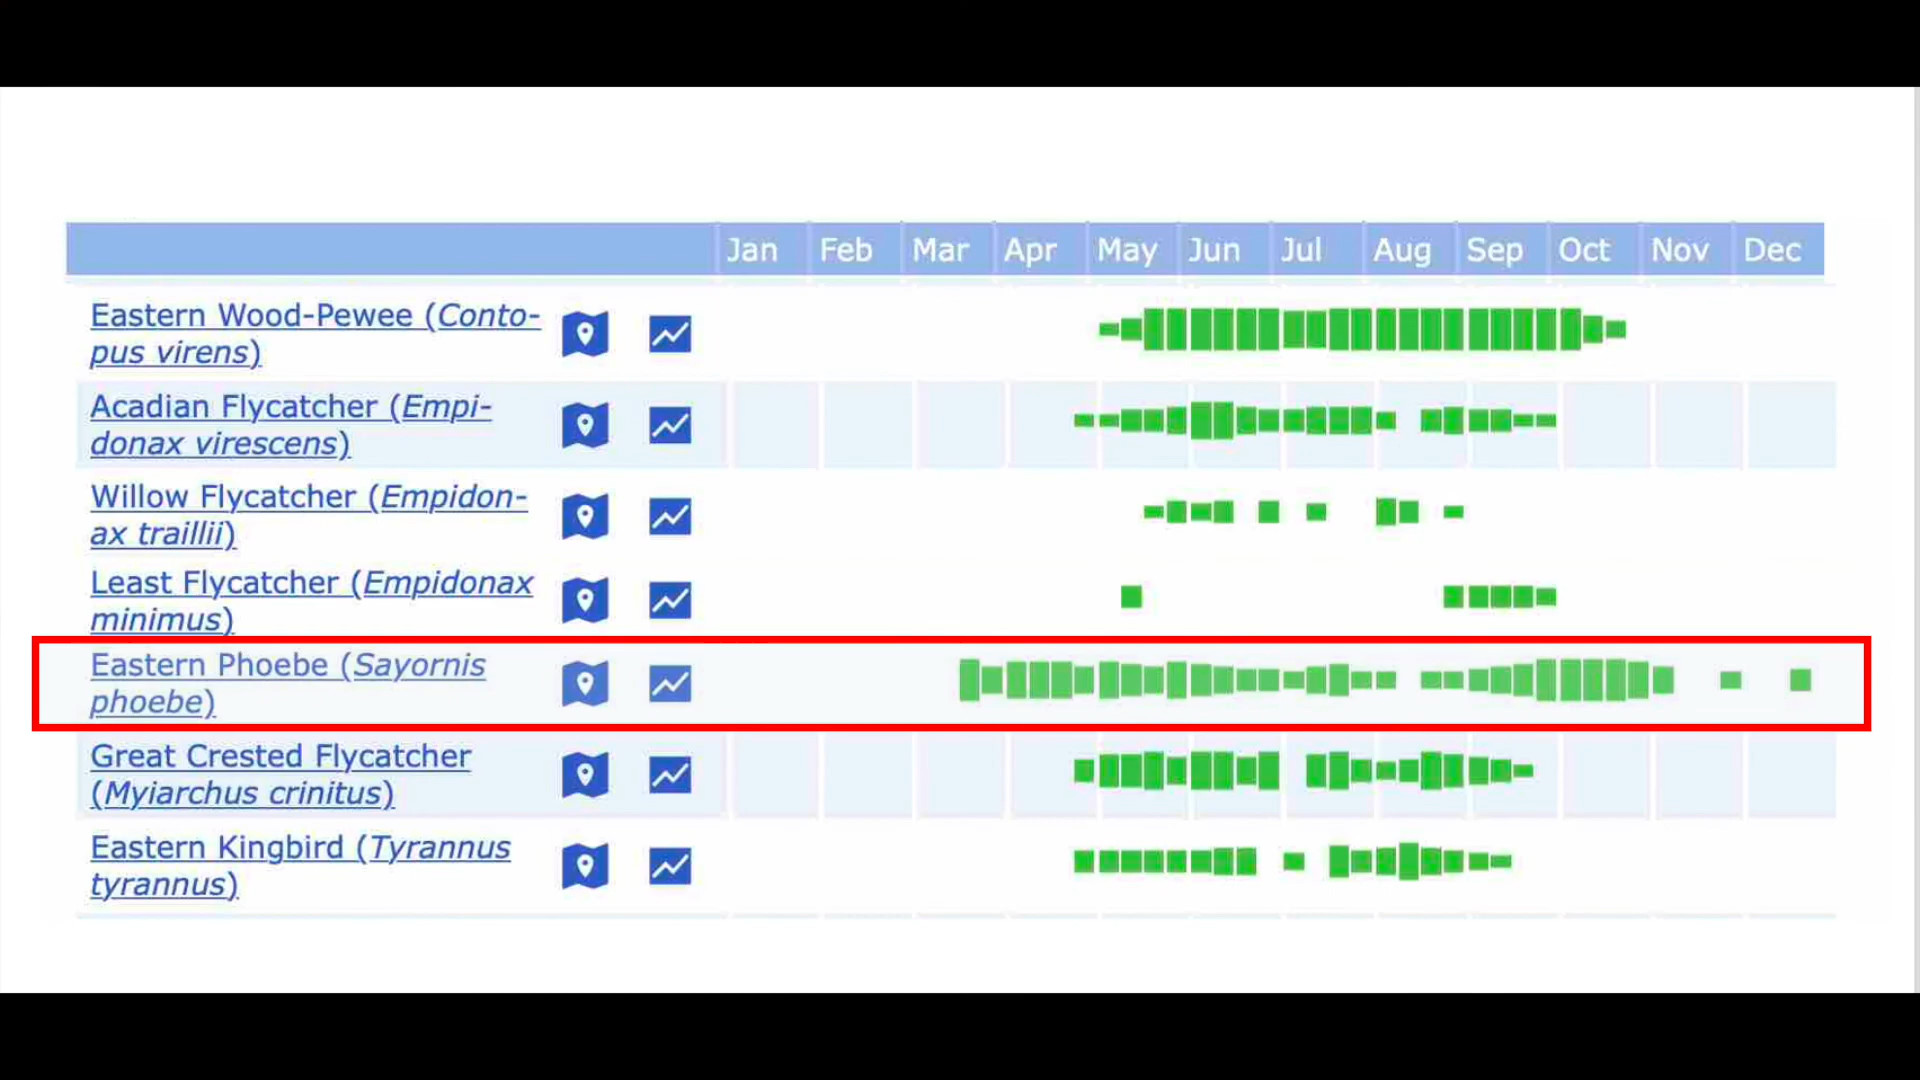 Jan Feb Mar Apr May Jun Jul Aug Sep Oct Nov Dec
Eastern Wood-Pewee (Conto-
pus virens)
Acadian Flycatcher (Empi-
donax virescens)
Willow Flycatcher (Empidon-
ax traillii)
Least Flycatcher (Empidonax
minimus)
Eastern Phoebe (Sayornis
phoebe)
Great Crested Flycatcher
(Myiarchus crinitus)
Eastern Kingbird (Tyrannus
tyrannus)